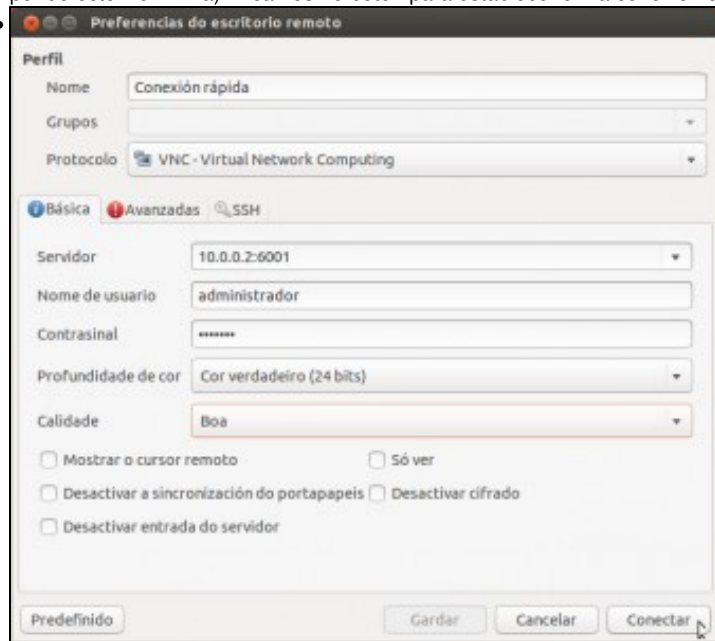 Preferencias do escritorio remoto
Perfil
Nome Conexión rápida
Grupos
Protocolo VNC - Virtual Network Computing
Básica Avanzadas SSH
Servidor 10.0.0.2:6001
Nome de usuario administrador
Contrasinal •••••••
Profundidade de cor Cor verdadeiro (24 bits)
Calidade Boa
Mostrar o cursor remoto Só ver
Desactivar a sincronización do portapapeis Desactivar cifrado
Desactivar entrada do servidor
Predefinido Gardar Cancelar Conectar